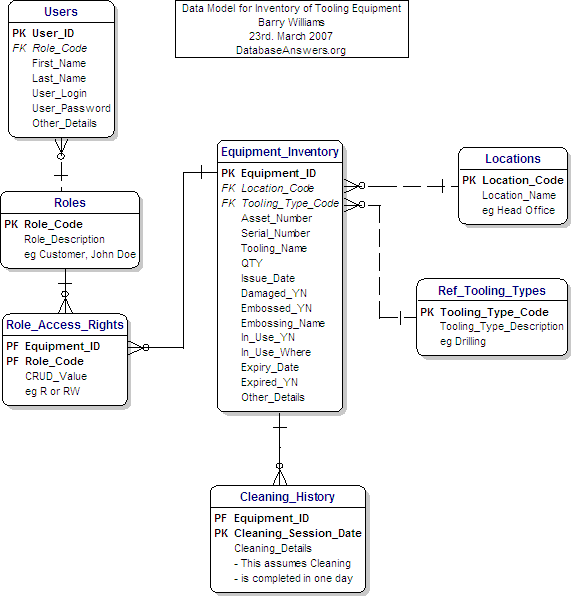 Data Model for Inventory of Tooling Equipment
Barry Williams
23rd. March 2007
DatabaseAnswers.org
Users
PK User_ID
FK Role_Code
First_Name
Last_Name
User_Login
User_Password
Other_Details
Roles
PK Role_Code
Role_Description
eg Customer, John Doe
Role_Access_Rights
PF Equipment_ID
PF Role_Code
CRUD_Value
eg R or RW
Equipment_Inventory
PK Equipment_ID
FK Location_Code
FK Tooling_Type_Code
Asset_Number
Serial_Number
Tooling_Name
QTY
Issue_Date
Damaged_YN
Embossed_YN
Embossing_Name
In_Use_YN
In_Use_Where
Expiry_Date
Expired_YN
Other_Details
Locations
PK Location_Code
Location_Name
eg Head Office
Ref_Tooling_Types
PK Tooling_Type_Code
Tooling_Type_Description
eg Drilling
Cleaning_History
PF Equipment_ID
PK Cleaning_Session_Date
Cleaning_Details
- This assumes Cleaning
- is completed in one day